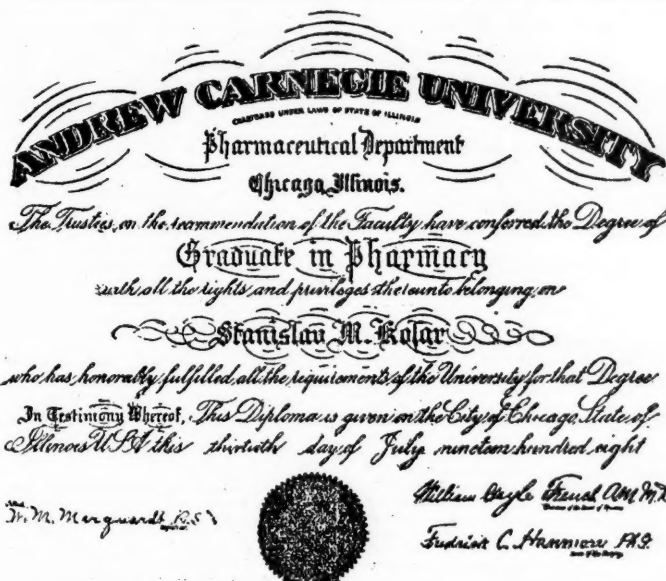 ANDREW CARNEGIE UNIVERSITY
CHARTERED UNDER LAWS OF STATE OF ILLINOIS
Pharmaceutical Department
Chicago, Illinois.
The Trustees, on the recommendation of the Faculty have conferred the Degree of
Graduate in Pharmacy
with all the rights and privileges thereunto belonging on
Stanislav M. Kolar
who has honorably fulfilled all the requirements of the University for that Degree
In Testimony Whereof, This Diploma is given in the City of Chicago, State of
Illinois U.S.A this thirtieth day of July nineteen hundred eight
W. M. Marquardt, B.S.
William A.M. M.D.
Fredrick C. Ph.G.